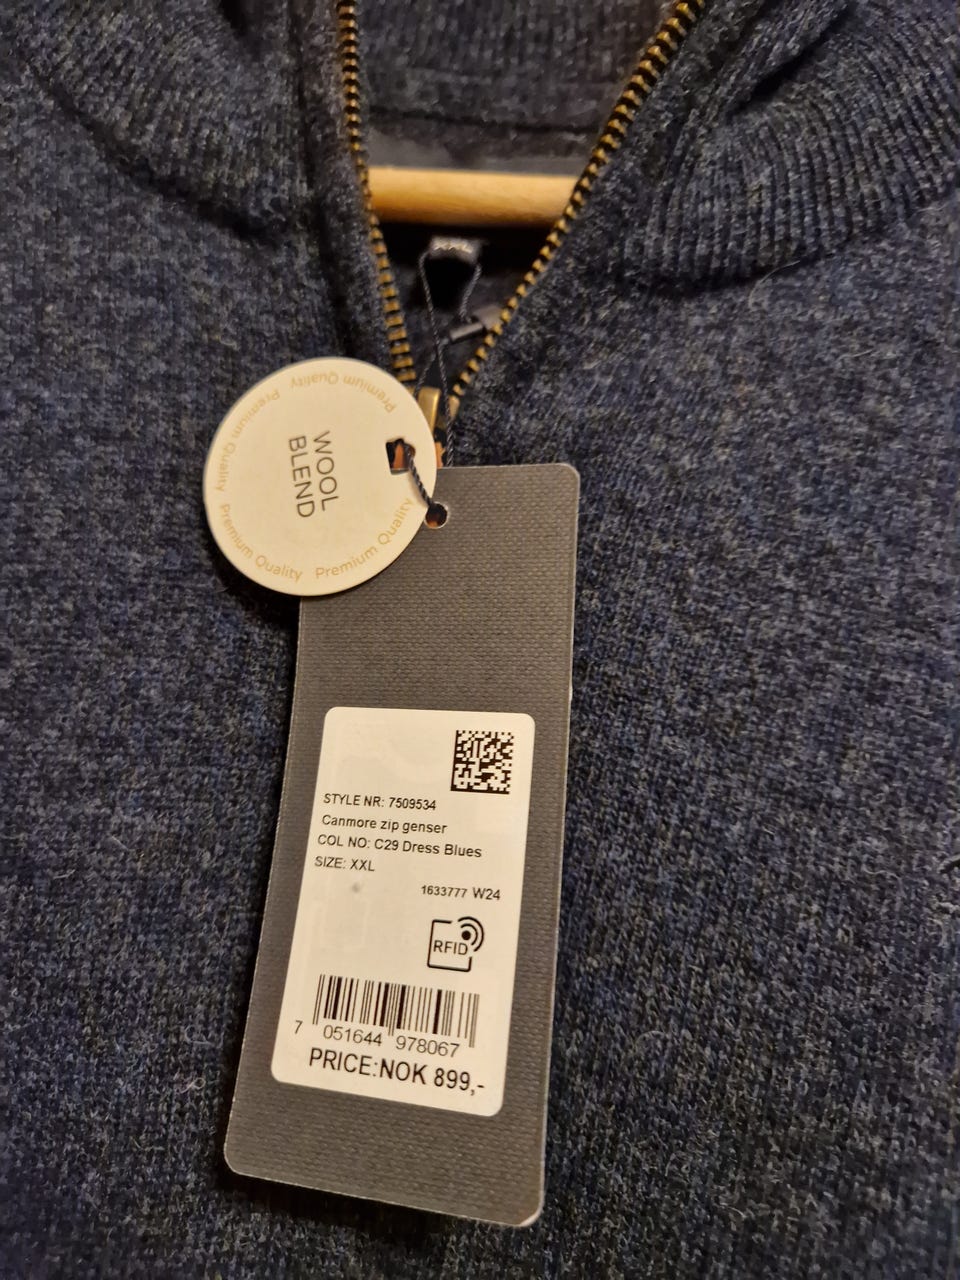 XXL
Premium Quality Premium Quality Premium Quality Premium Quality
WOOL
BLEND
STYLE NR: 7509534
Canmore zip genser
COL NO: C29 Dress Blues
SIZE: XXL
1633777 W24
RFID
7 051644 978067
PRICE:NOK 899,-